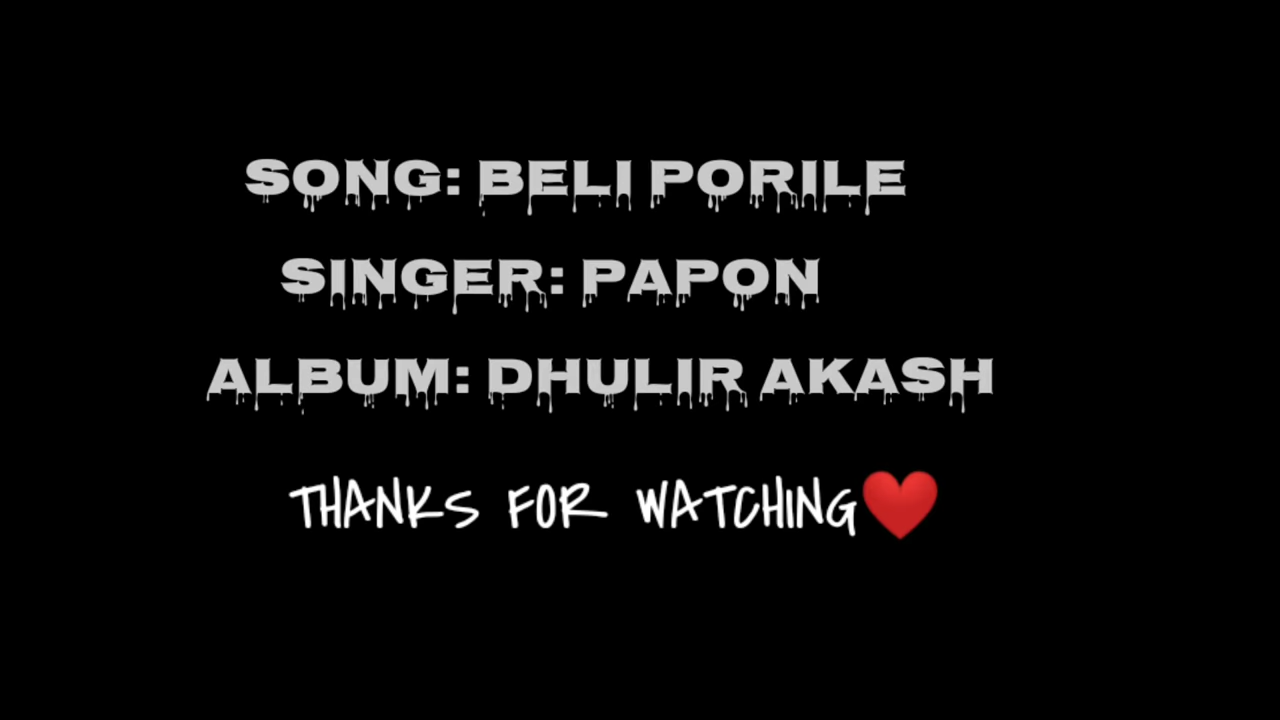 SONG: BELI PORILE
SINGER: PAPON
ALBUM: DHULIR AKASH
THANKS FOR WATCHING❤️